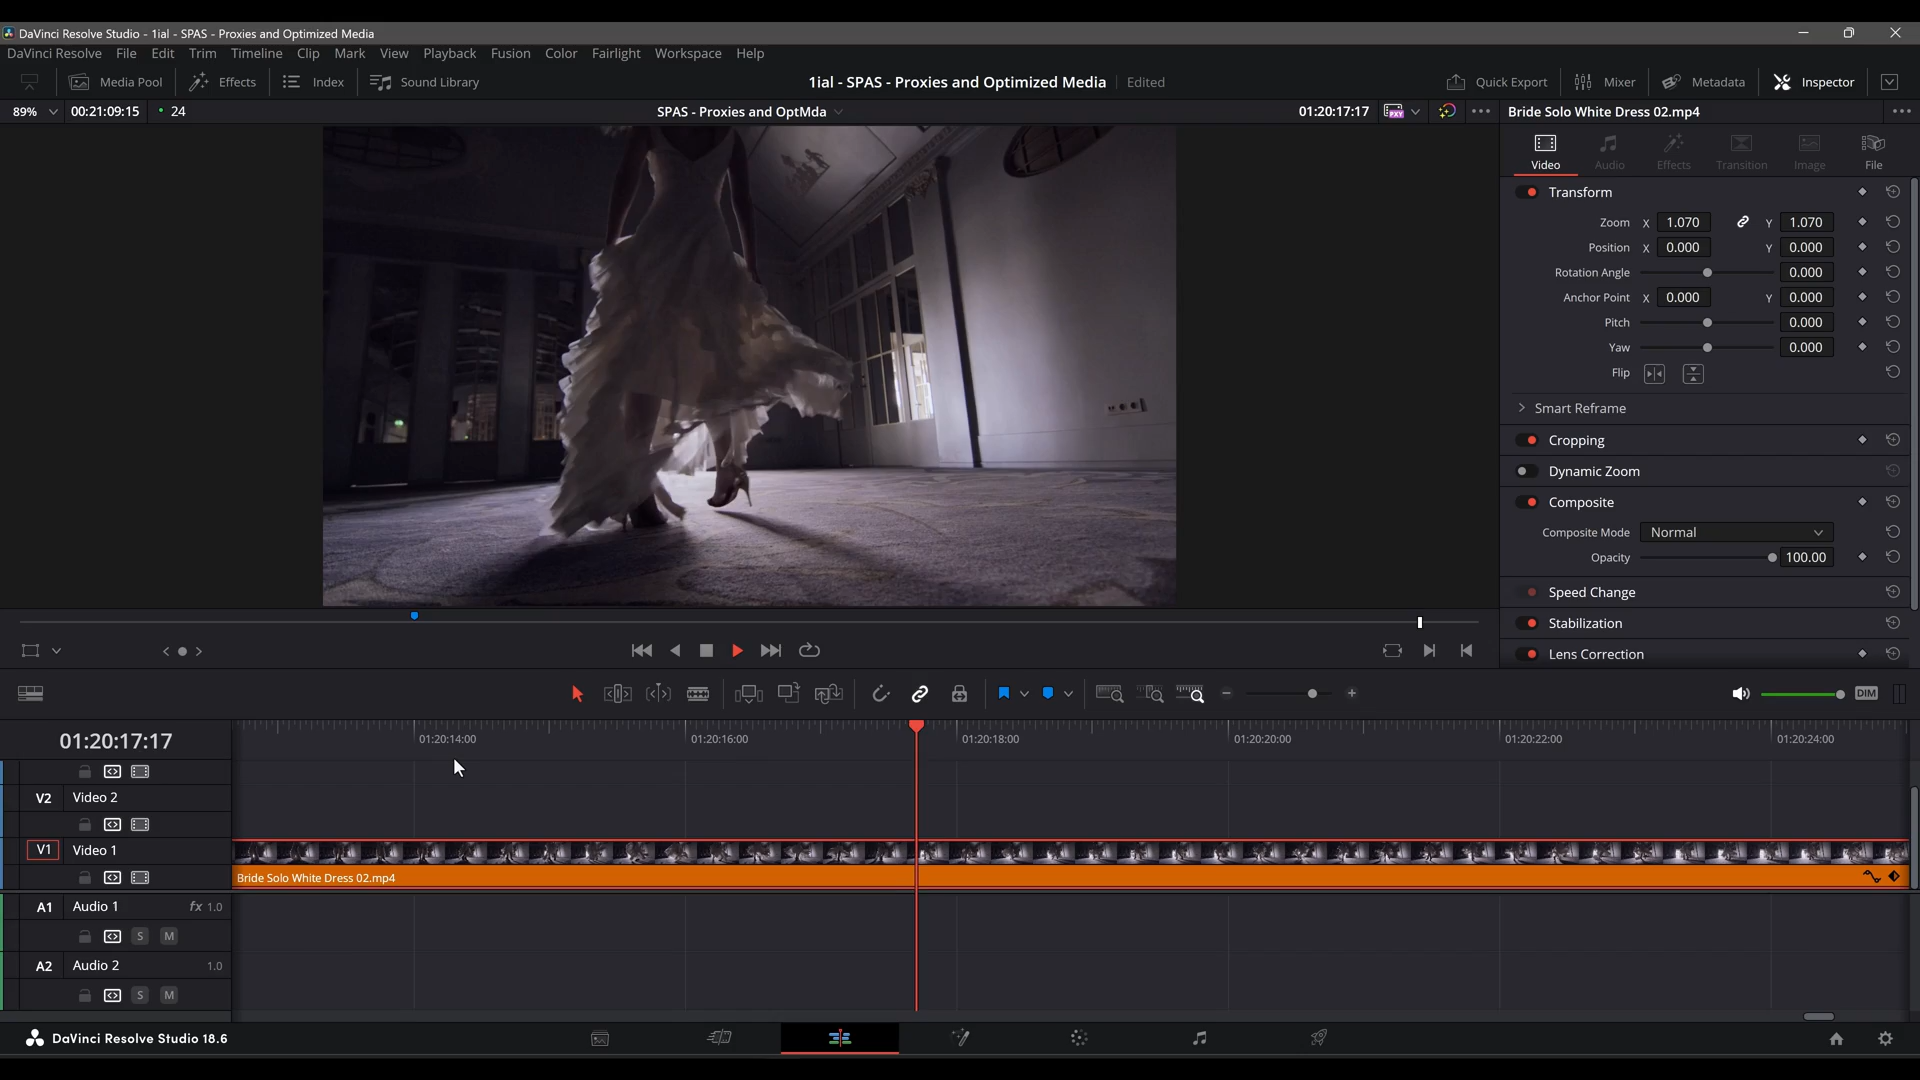 DaVinci Resolve Studio - 1ial - SPAS - Proxies and Optimized Media
DaVinci Resolve File Edit Trim Timeline Clip Mark View Playback Fusion Color Fairlight Workspace Help
Media Pool Effects Index Sound Library 1ial - SPAS - Proxies and Optimized Media Edited Quick Export Mixer Metadata Inspector
89% 00:21:09:15 24 SPAS - Proxies and OptMda 01:20:17:17 PXY Bride Solo White Dress 02.mp4
Video Audio Effects Transition Image File
Transform
Zoom X 1.070 Y 1.070
Position X 0.000 Y 0.000
Rotation Angle 0.000
Anchor Point X 0.000 Y 0.000
Pitch 0.000
Yaw 0.000
Flip
Smart Reframe
Cropping
Dynamic Zoom
Composite
Composite Mode Normal
Opacity 100.00
Speed Change
Stabilization
Lens Correction
DIM
01:20:17:17 01:20:14:00 01:20:16:00 01:20:18:00 01:20:20:00 01:20:22:00 01:20:24:00
V2 Video 2
V1 Video 1
Bride Solo White Dress 02.mp4
A1 Audio 1 fx 1.0
S M
A2 Audio 2 1.0
S M
DaVinci Resolve Studio 18.6